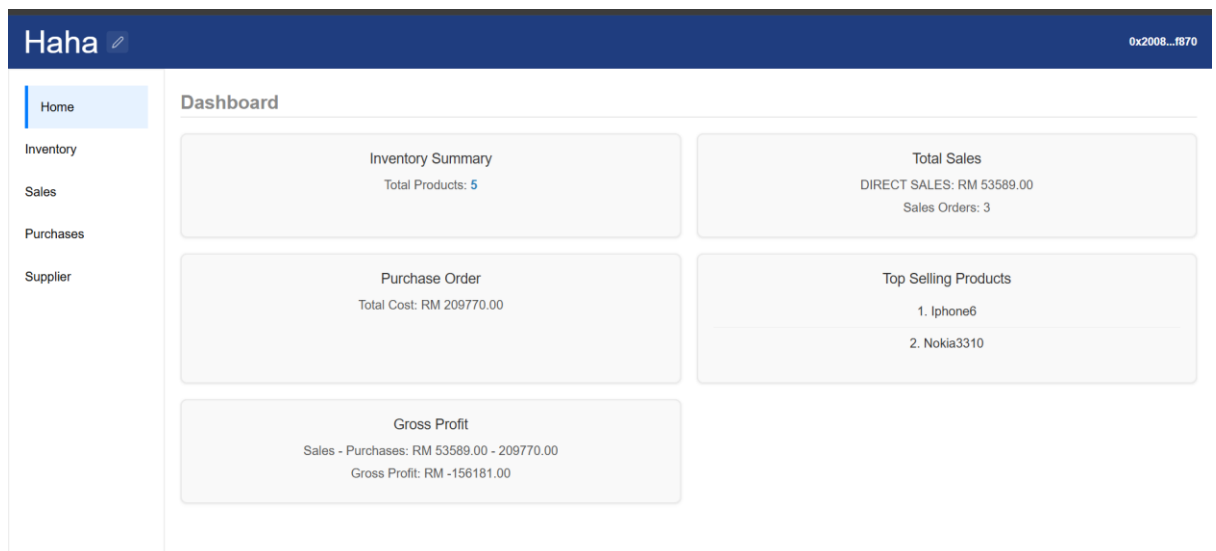 Haha
0x2008...f870
Home
Inventory
Sales
Purchases
Supplier
Dashboard
Inventory Summary
Total Products: 5
Total Sales
DIRECT SALES: RM 53589.00
Sales Orders: 3
Purchase Order
Total Cost: RM 209770.00
Top Selling Products
1. Iphone6
2. Nokia3310
Gross Profit
Sales - Purchases: RM 53589.00 - 209770.00
Gross Profit: RM -156181.00